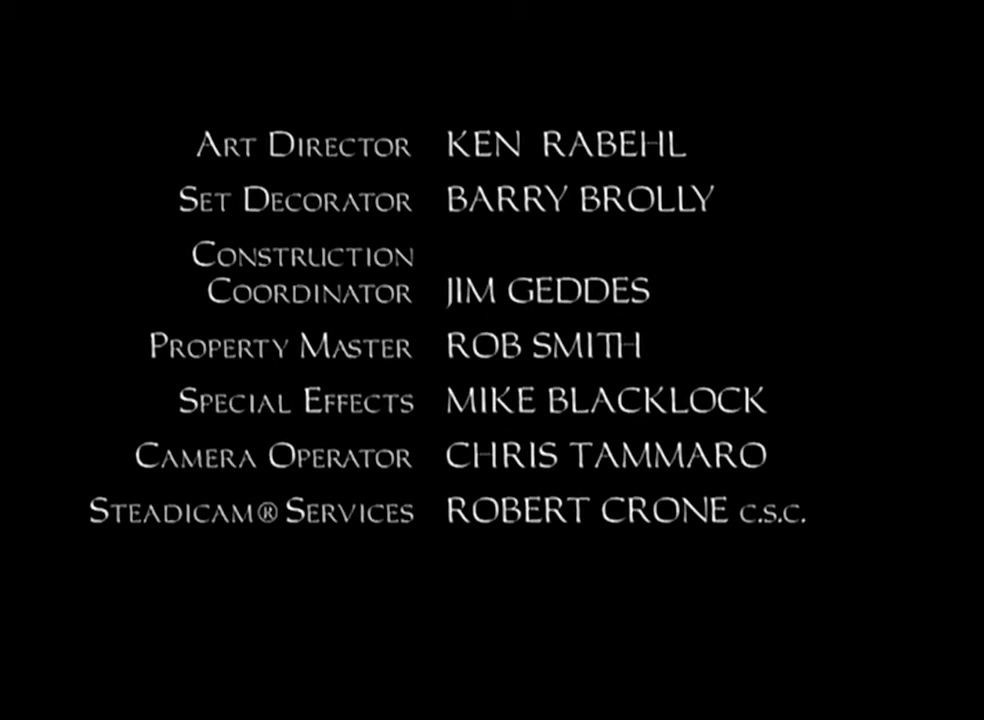 Art Director KEN RABEHL
Set Decorator BARRY BROLLY
Construction
Coordinator JIM GEDDES
Property Master ROB SMITH
Special Effects MIKE BLACKLOCK
Camera Operator CHRIS TAMMARO
Steadicam® Services ROBERT CRONE C.S.C.